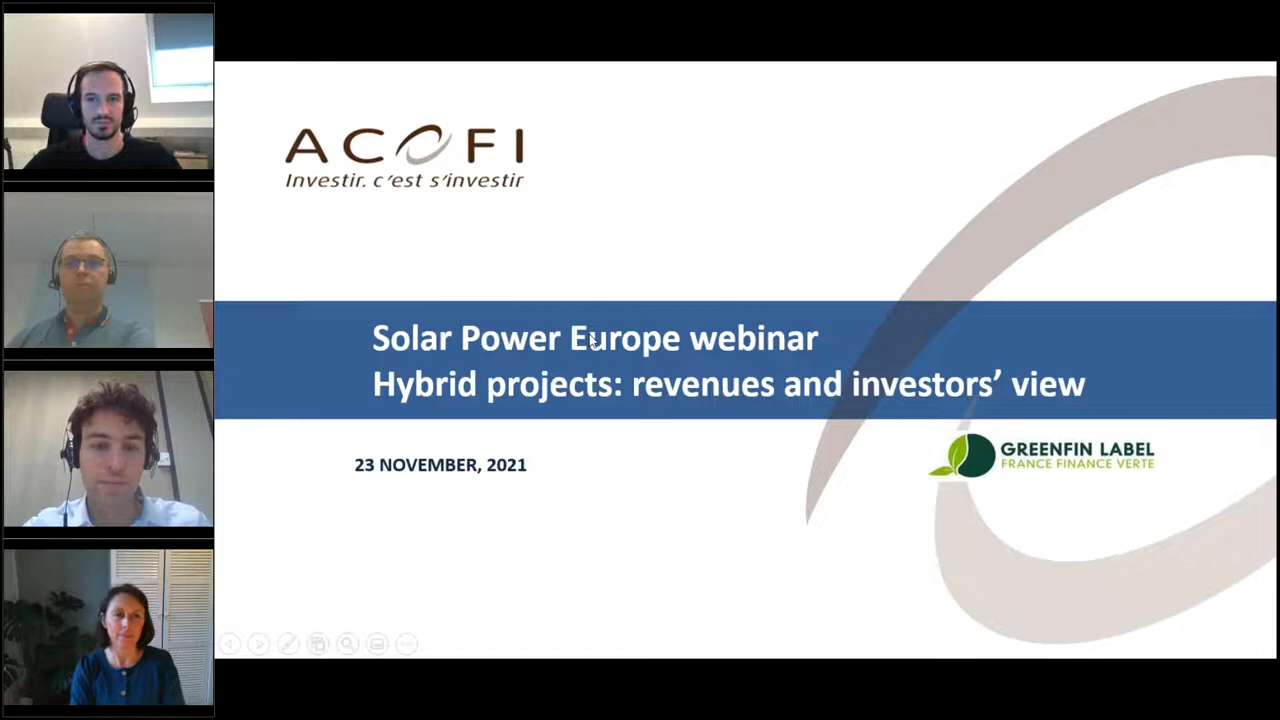 ACOFI
Investir. c'est s'investir
Solar Power Europe webinar
Hybrid projects: revenues and investors’ view
23 NOVEMBER, 2021
GREENFIN LABEL
FRANCE FINANCE VERTE